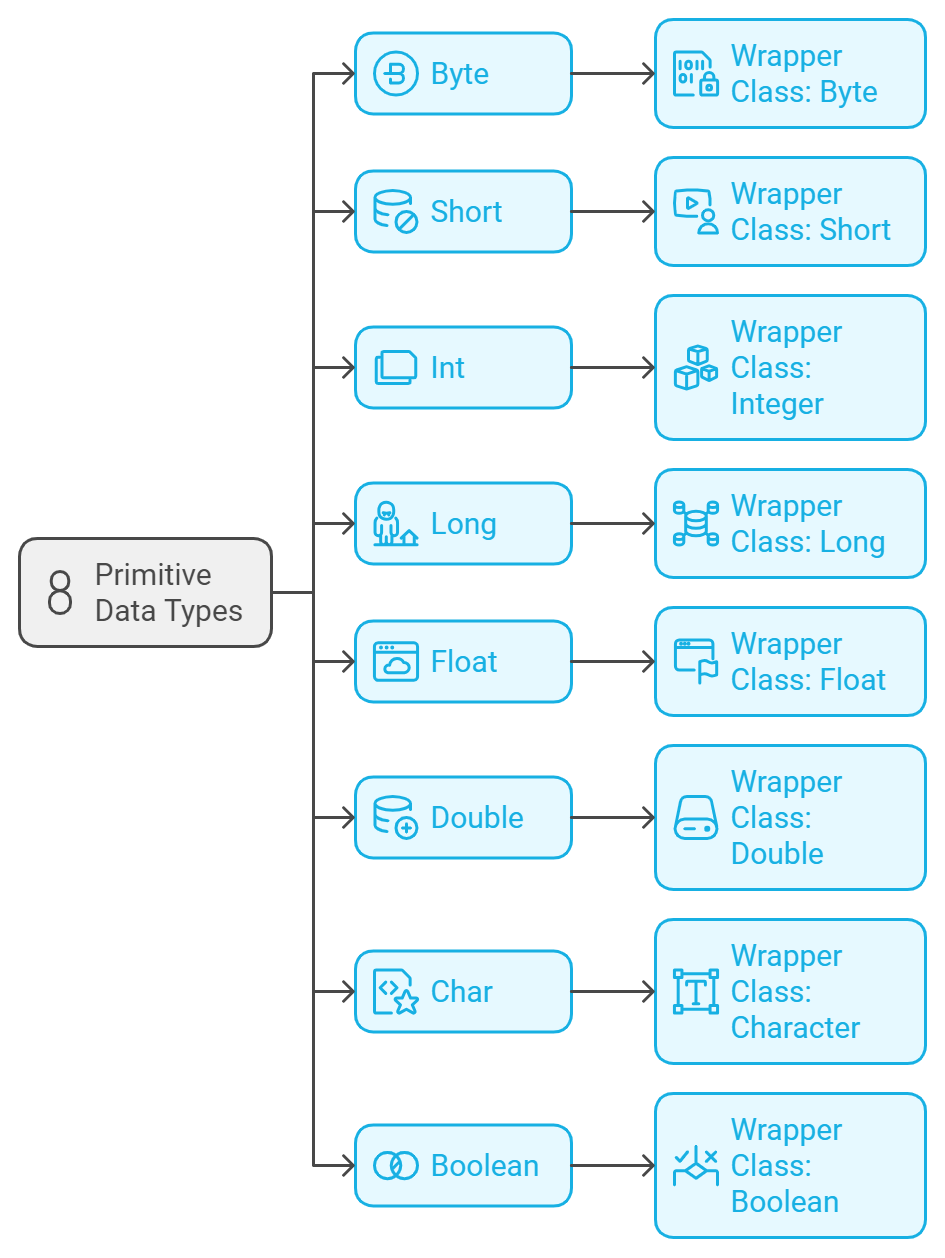 Byte
Wrapper
Class: Byte
Short
Wrapper
Class: Short
Int
Wrapper
Class:
Integer
Long
Wrapper
Class: Long
8
Primitive
Data Types
Float
Wrapper
Class: Float
Double
Wrapper
Class:
Double
Char
Wrapper
Class:
Character
Boolean
Wrapper
Class:
Boolean